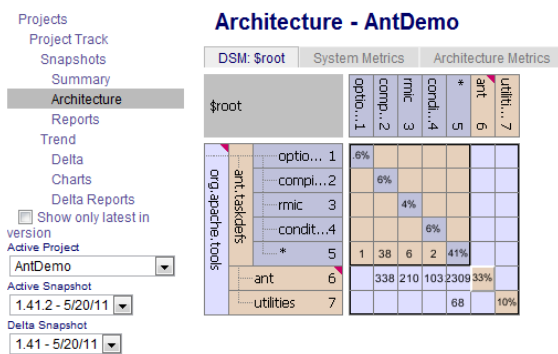 Projects
Project Track
Snapshots
Summary
Architecture
Reports
Trend
Delta
Charts
Delta Reports
Show only latest in
version
Active Project
AntDemo
Active Snapshot
1.41.2 - 5/20/11
Delta Snapshot
1.41 - 5/20/11
Architecture - AntDemo
DSM: $root System Metrics Architecture Metrics
$root
optio... 1
comp... 2
rmic 3
condi...4
* 5
ant 6
utiliti... 7
org.apache.tools
ant.taskdefs
optio... 1 .6%
compi...2 6%
rmic 3 4%
condit...4 6%
* 5 1 38 6 2 41%
ant 6 338 210 103 2309 33%
utilities 7 68 10%